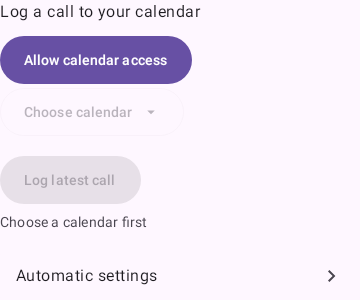 Log a call to your calendar
Allow calendar access
Choose calendar
Log latest call
Choose a calendar first
Automatic settings